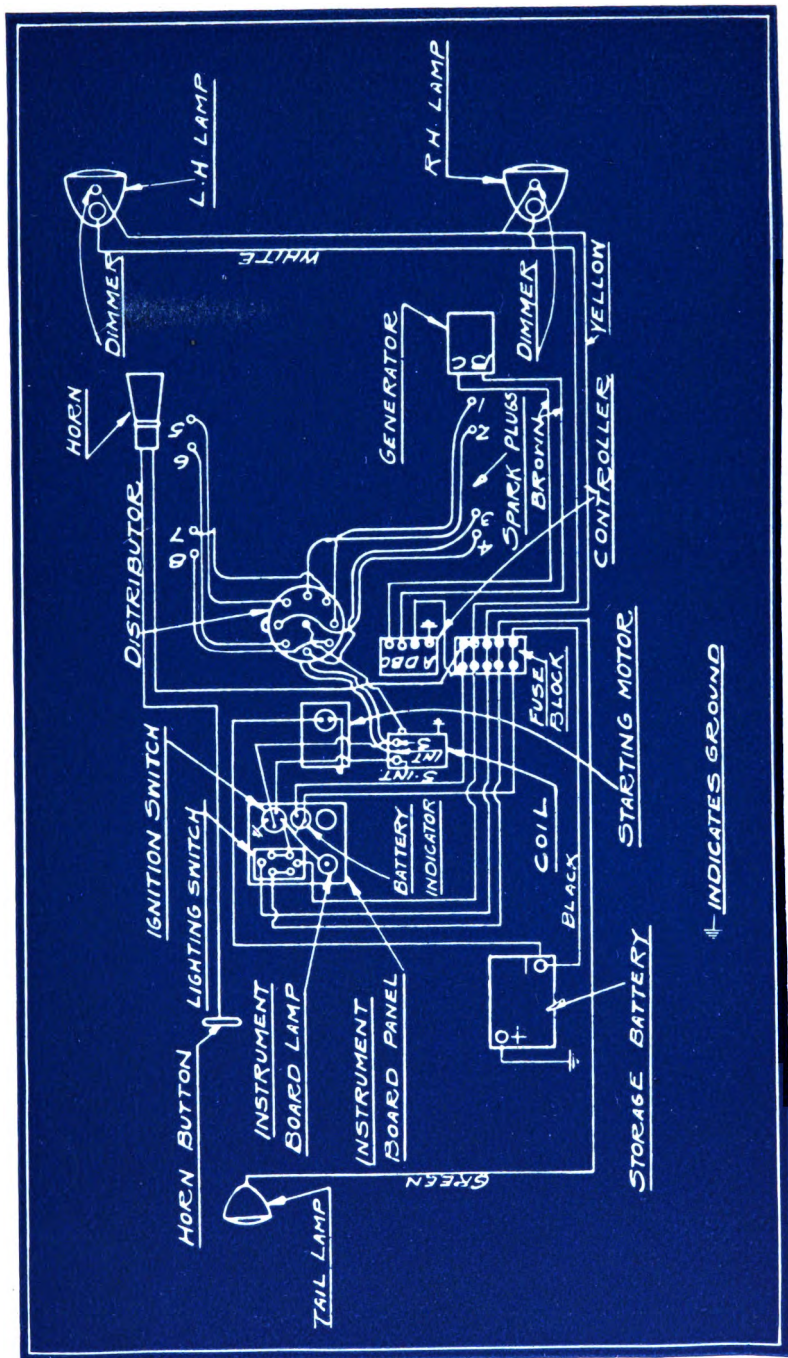 L.H LAMP
R H. LAMP
DIMMER
WHITE
HORN
GENERATOR
B C
DIMMER
YELLOW
5
6
7
8
1
2
3
4
SPARK PLUGS
BROWN
CONTROLLER
DISTRIBUTOR
A D B C
FUSE
BLOCK
IGNITION SWITCH
LIGHTING SWITCH
BATTERY
INDICATOR
S
INT
S-INT.
COIL
STARTING MOTOR
BLACK
HORN BUTTON
INSTRUMENT
BOARD LAMP
INSTRUMENT
BOARD PANEL
+
STORAGE BATTERY
INDICATES GROUND
TAIL LAMP
GREEN